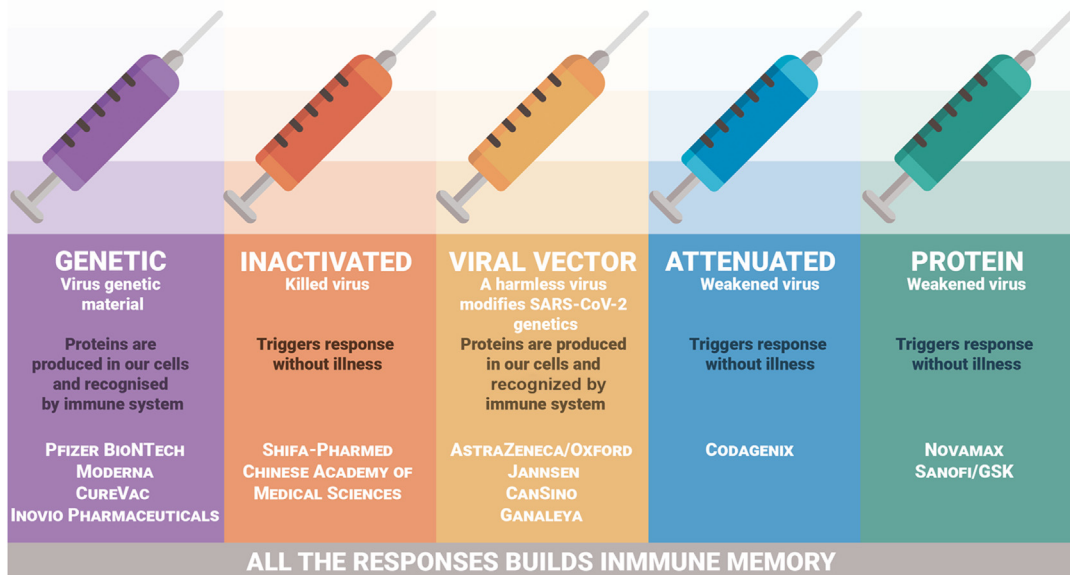 GENETIC
Virus genetic
material
Proteins are
produced in our cells
and recognised
by immune system
PFIZER BIONTECH
MODERNA
CUREVAC
INOVIO PHARMACEUTICALS
INACTIVATED
Killed virus
Triggers response
without illness
SHIFA-PHARMED
CHINESE ACADEMY OF
MEDICAL SCIENCES
VIRAL VECTOR
A harmless virus
modifies SARS-CoV-2
genetics
Proteins are produced
in our cells and
recognized by
immune system
ASTRAZENECA/OXFORD
JANNSEN
CANSINO
GANALEYA
ATTENUATED
Weakened virus
Triggers response
without illness
CODAGENIX
PROTEIN
Weakened virus
Triggers response
without illness
NOVAMAX
SANOFI/GSK
ALL THE RESPONSES BUILDS INMMUNE MEMORY